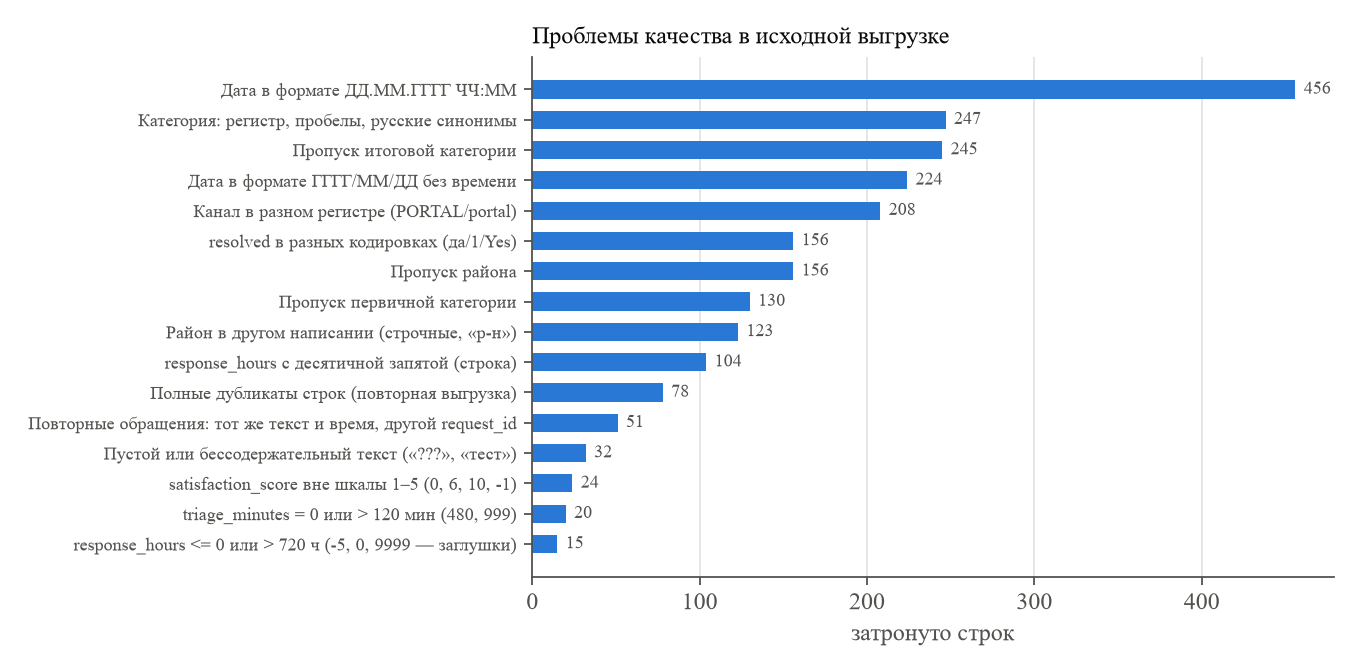 Проблемы качества в исходной выгрузке
Дата в формате ДД.ММ.ГГГГ ЧЧ:ММ 456
Категория: регистр, пробелы, русские синонимы 247
Пропуск итоговой категории 245
Дата в формате ГГГГ/ММ/ДД без времени 224
Канал в разном регистре (PORTAL/portal) 208
resolved в разных кодировках (да/1/Yes) 156
Пропуск района 156
Пропуск первичной категории 130
Район в другом написании (строчные, «р-н») 123
response_hours с десятичной запятой (строка) 104
Полные дубликаты строк (повторная выгрузка) 78
Повторные обращения: тот же текст и время, другой request_id 51
Пустой или бессодержательный текст («???», «тест») 32
satisfaction_score вне шкалы 1–5 (0, 6, 10, -1) 24
triage_minutes = 0 или > 120 мин (480, 999) 20
response_hours <= 0 или > 720 ч (-5, 0, 9999 — заглушки) 15
0 100 200 300 400
затронуто строк